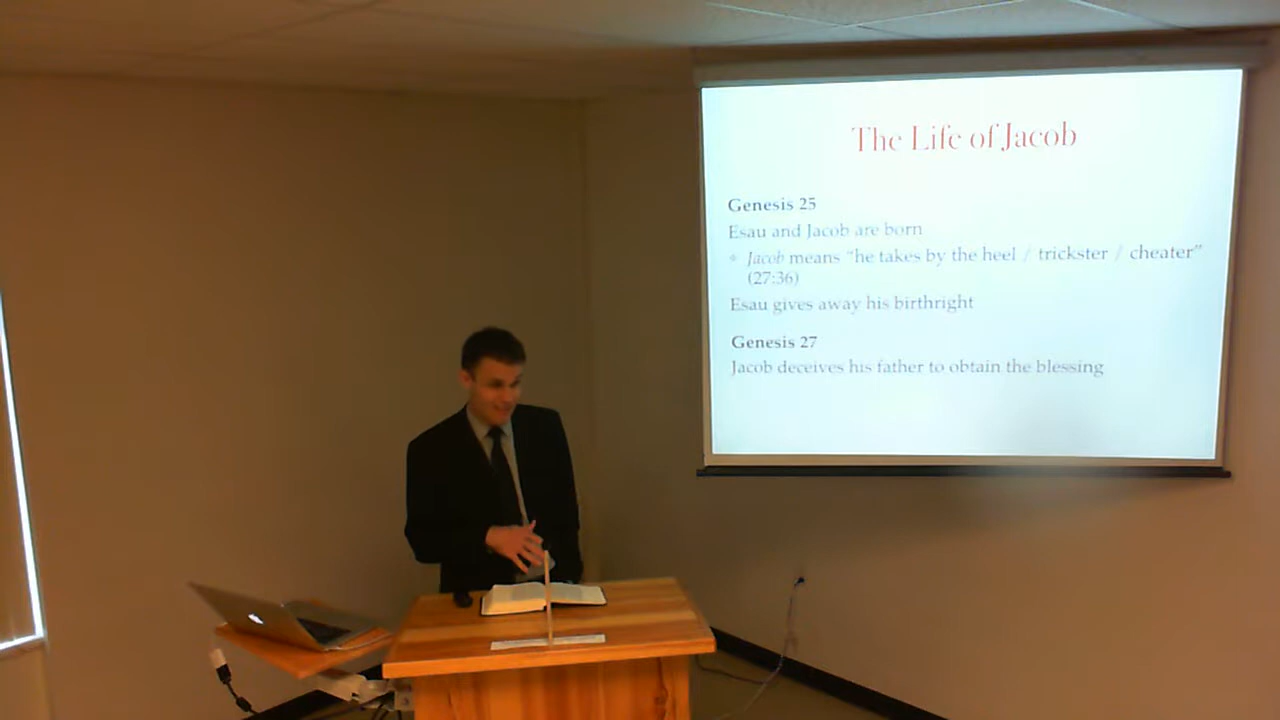 The Life of Jacob
Genesis 25
Esau and Jacob are born
Jacob means "he takes by the heel / trickster / cheater"
(27:36)
Esau gives away his birthright
Genesis 27
Jacob deceives his father to obtain the blessing